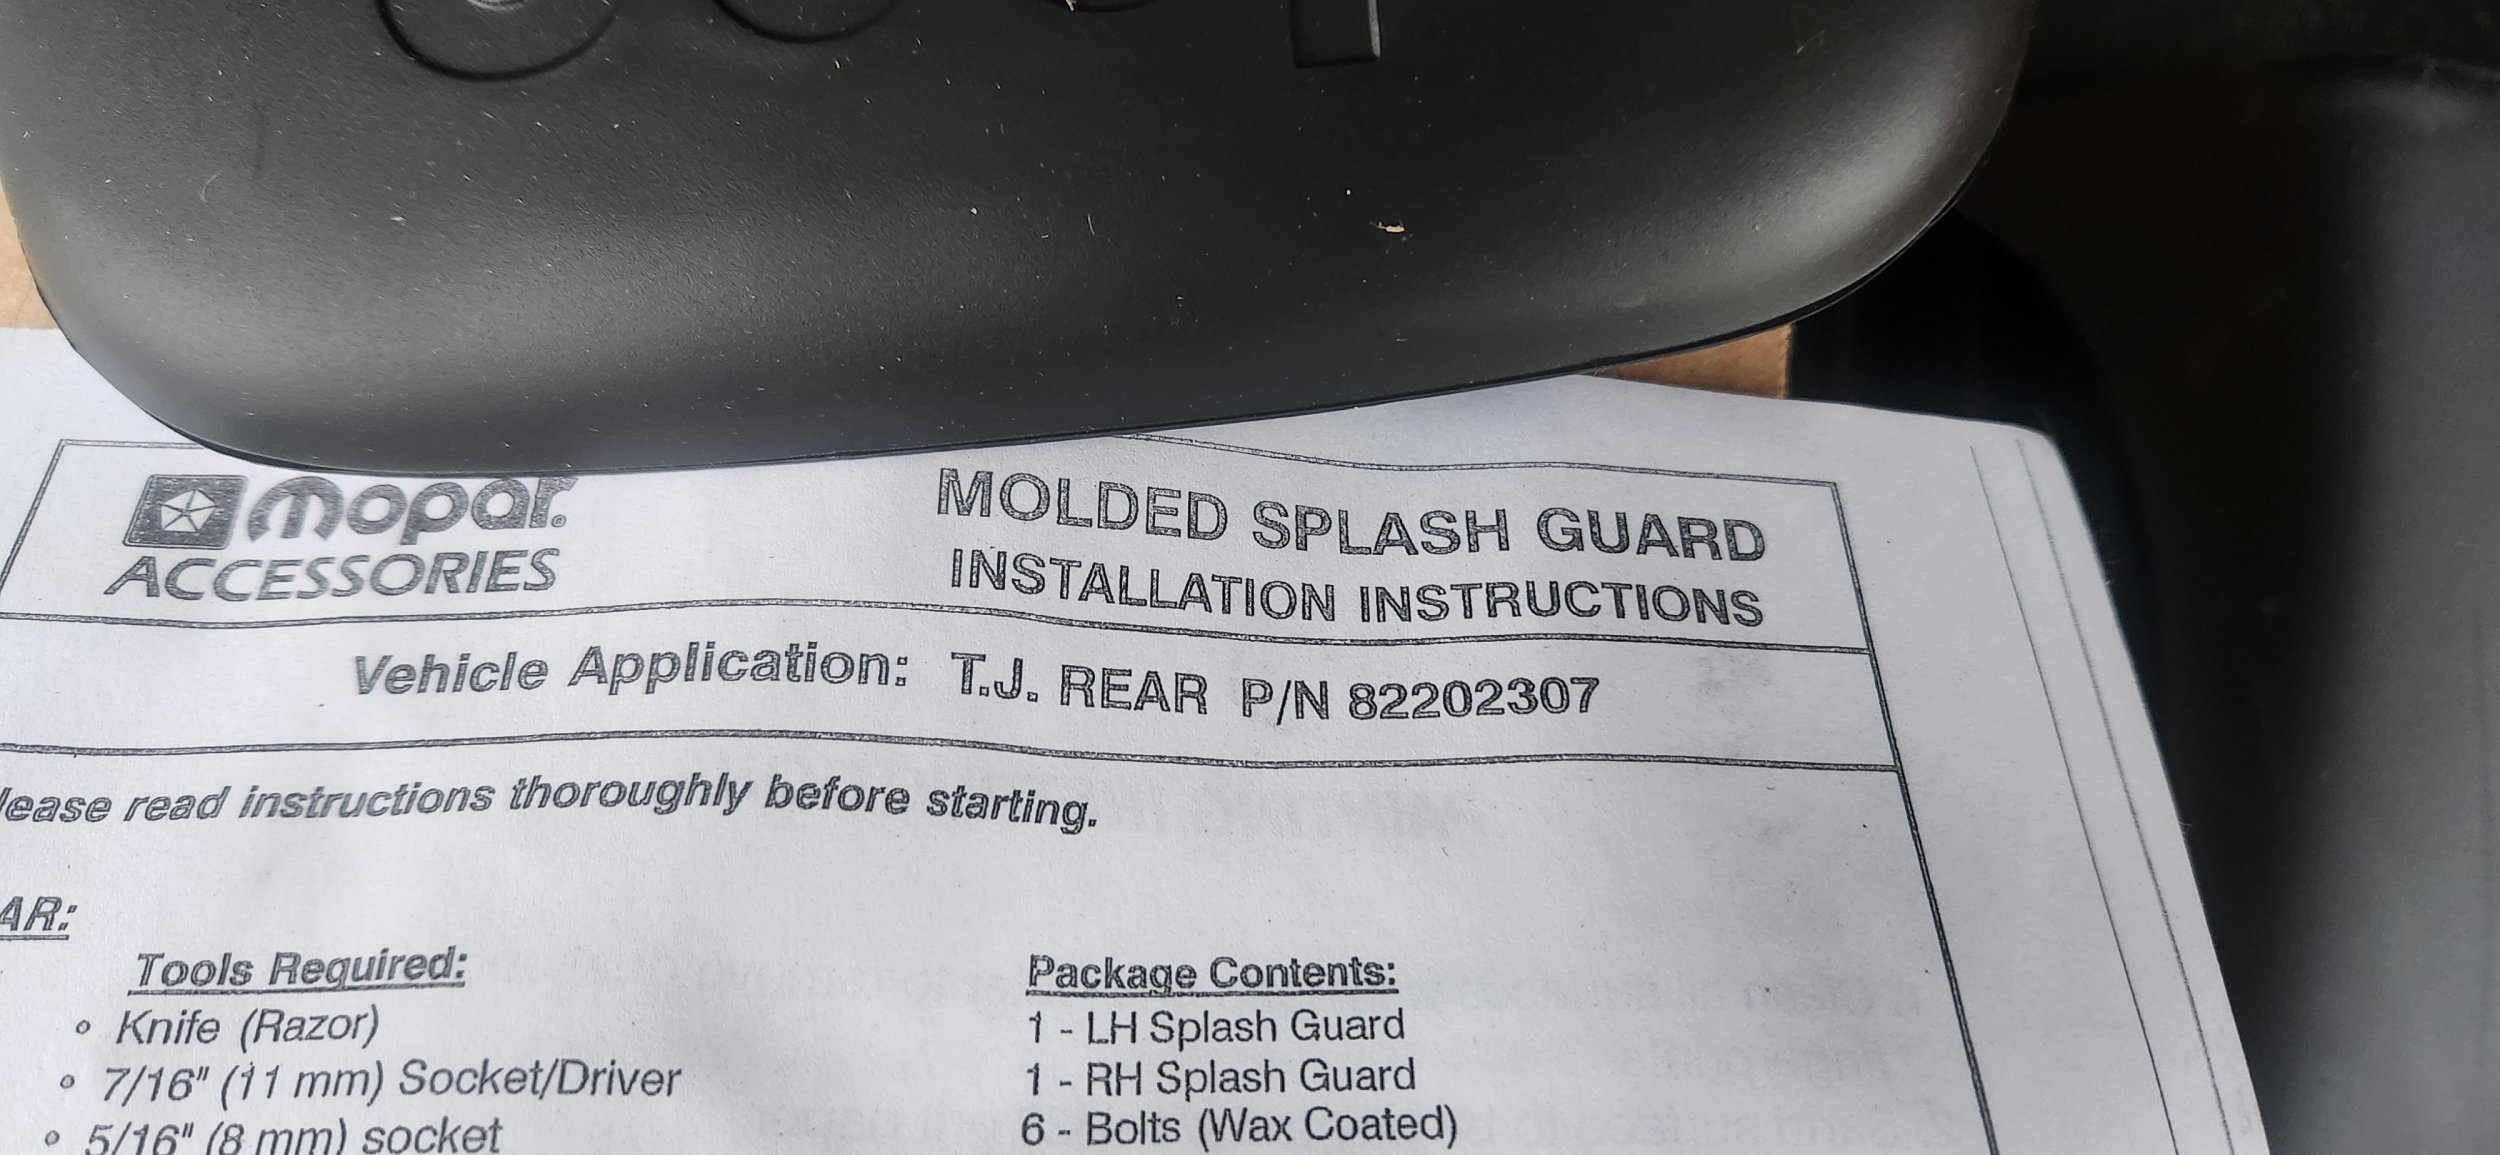 mopar.
ACCESSORIES
MOLDED SPLASH GUARD
INSTALLATION INSTRUCTIONS
Vehicle Application: T.J. REAR P/N 82202307
lease read instructions thoroughly before starting.
AR:
Tools Required:
° Knife (Razor)
° 7/16" (11 mm) Socket/Driver
° 5/16" (8 mm) socket
Package Contents:
1 - LH Splash Guard
1 - RH Splash Guard
6 - Bolts (Wax Coated)